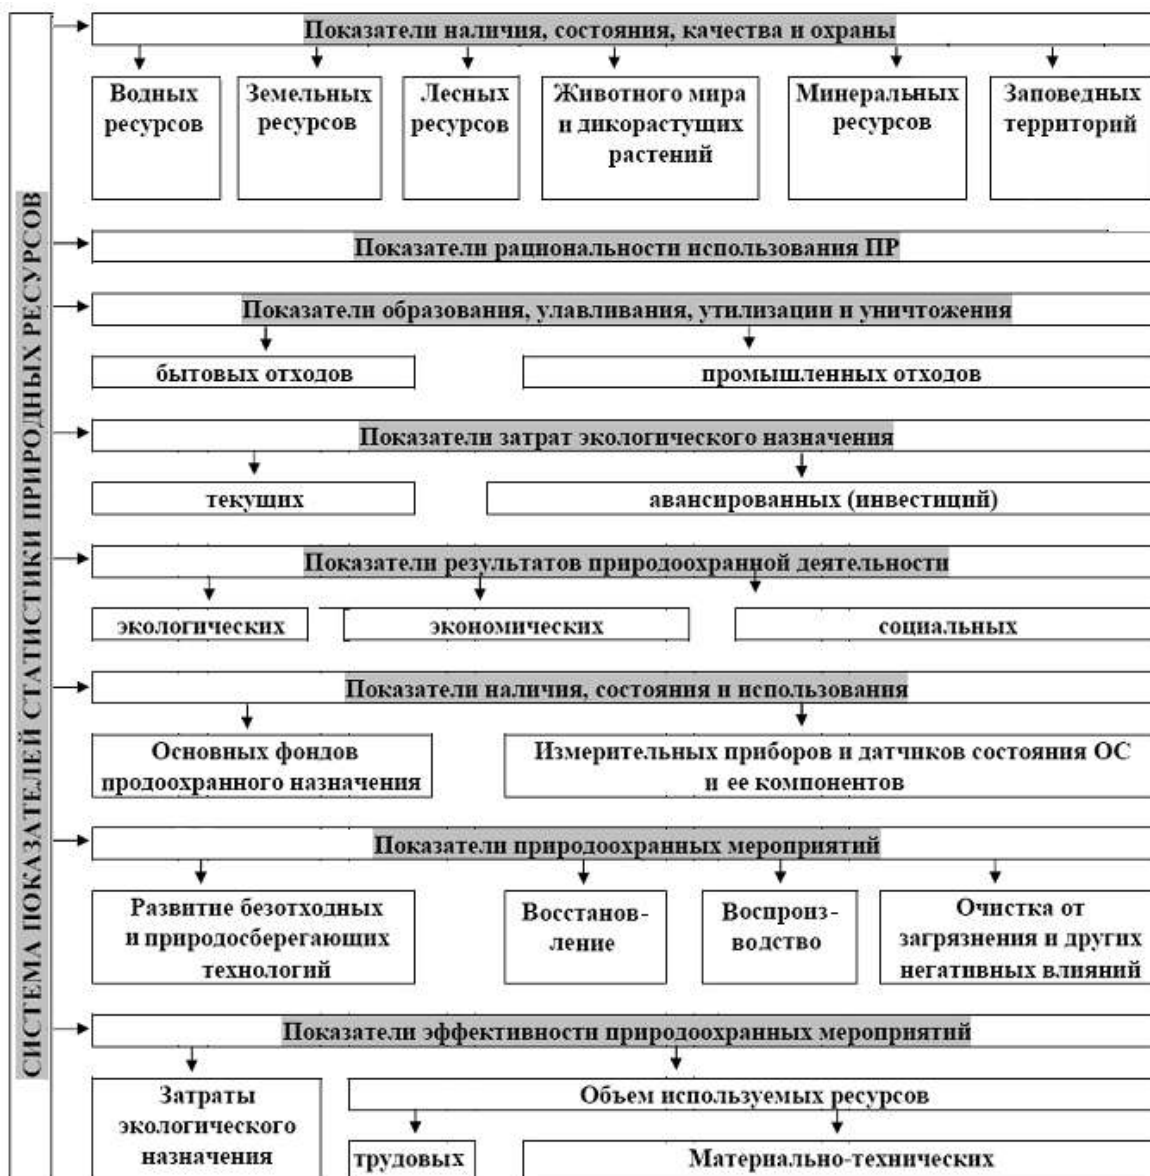 СИСТЕМА ПОКАЗАТЕЛЕЙ СТАТИСТИКИ ПРИРОДНЫХ РЕСУРСОВ
Показатели наличия, состояния, качества и охраны
Водных
ресурсов
Земельных
ресурсов
Лесных
ресурсов
Животного мира
и дикорастущих
растений
Минеральных
ресурсов
Заповедных
территорий
Показатели рациональности использования ПР
Показатели образования, улавливания, утилизации и уничтожения
бытовых отходов
промышленных отходов
Показатели затрат экологического назначения
текущих
авансированных (инвестиций)
Показатели результатов природоохранной деятельности
экологических
экономических
социальных
Показатели наличия, состояния и использования
Основных фондов
продоохранного назначения
Измерительных приборов и датчиков состояния ОС
и ее компонентов
Показатели природоохранных мероприятий
Развитие безотходных
и природосберегающих
технологий
Восстанов-
ление
Воспроиз-
водство
Очистка от
загрязнения и других
негативных влияний
Показатели эффективности природоохранных мероприятий
Затраты
экологического
назначения
Объем используемых ресурсов
трудовых
Материально-технических